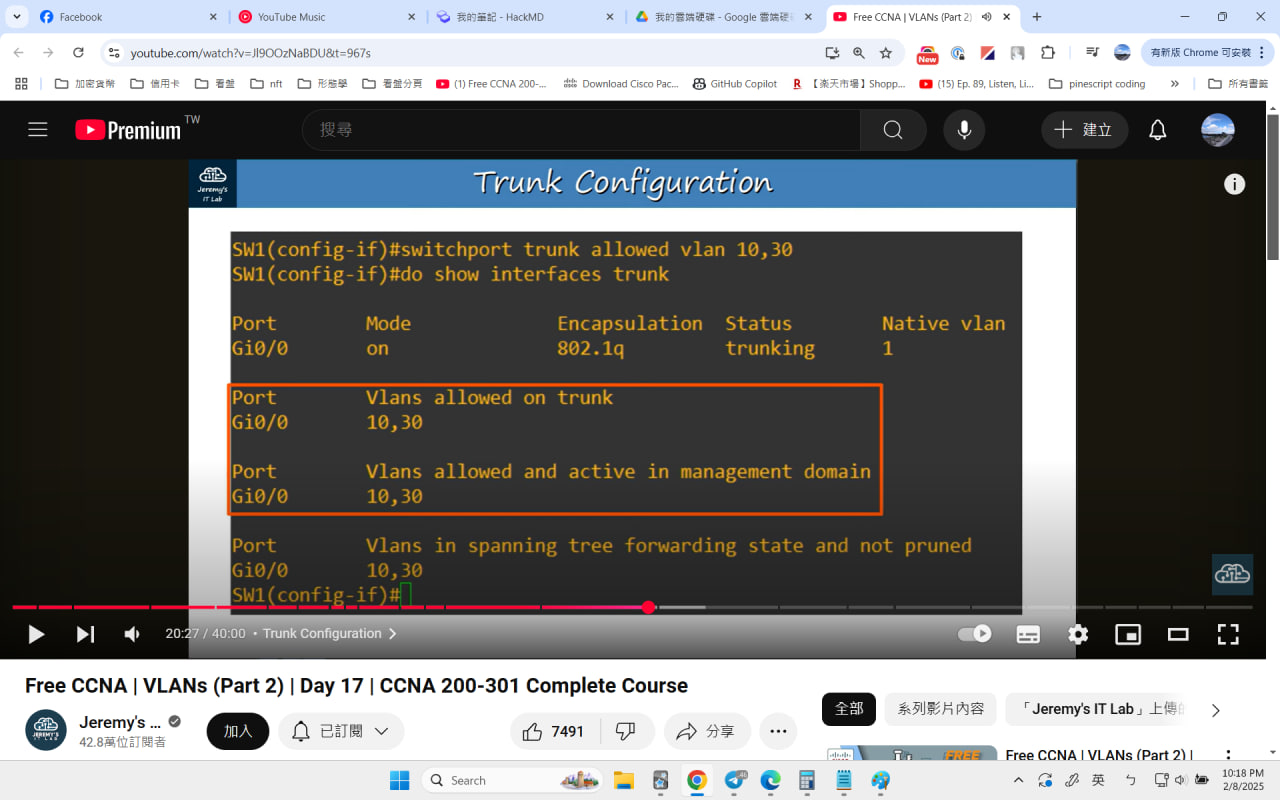 Facebook
YouTube Music
我的筆記 - HackMD
我的雲端硬碟 - Google 雲端硬碟
Free CCNA | VLANs (Part 2)
youtube.com/watch?v=Jl9OOzNaBDU&t=967s
New
有新版 Chrome 可安裝
加密貨幣
信用卡
看盤
nft
形態學
看盤分頁
(1) Free CCNA 200-...
Download Cisco Pac...
GitHub Copilot
R 【楽天市場】Shopp...
(15) Ep. 89, Listen, Li...
pinescript coding
所有書籤
Premium TW
搜尋
建立
Jeremy's
IT Lab
Trunk Configuration
SW1(config-if)#switchport trunk allowed vlan 10,30
SW1(config-if)#do show interfaces trunk
Port Mode Encapsulation Status Native vlan
Gi0/0 on 802.1q trunking 1
Port Vlans allowed on trunk
Gi0/0 10,30
Port Vlans allowed and active in management domain
Gi0/0 10,30
Port Vlans in spanning tree forwarding state and not pruned
Gi0/0 10,30
SW1(config-if)#
20:27 / 40:00 • Trunk Configuration
Free CCNA | VLANs (Part 2) | Day 17 | CCNA 200-301 Complete Course
JEREMY'S
IT LAB
Jeremy's ...
42.8萬位訂閱者
加入
已訂閱
7491
分享
全部
系列影片內容
「Jeremy's IT Lab」上傳的
FREE
Free CCNA | VLANs (Part 2) |
Search
46
英
10:18 PM
2/8/2025